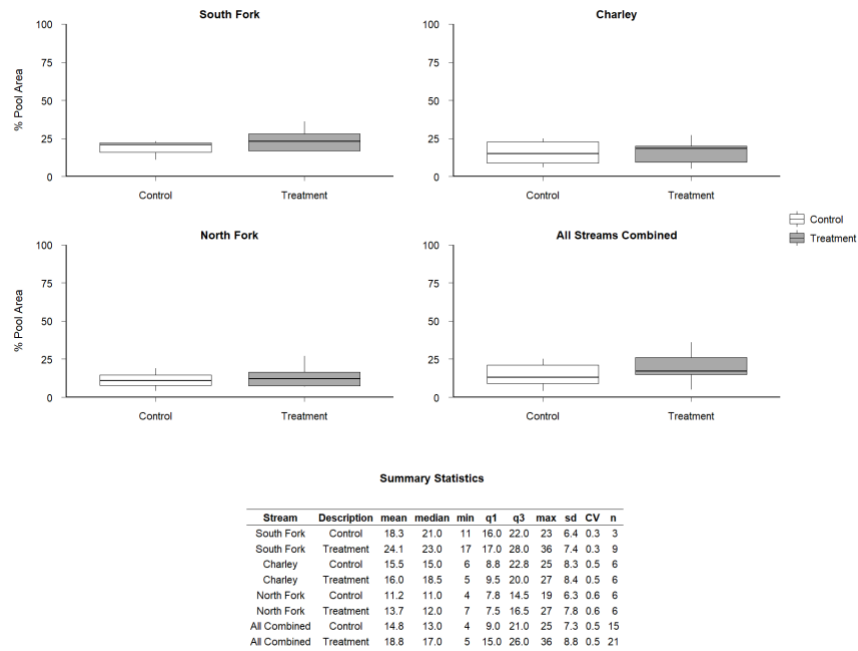 South Fork
Charley
100
75
50
25
0
% Pool Area
Control
Treatment
100
75
50
25
0
Control
Treatment
Control
Treatment
North Fork
All Streams Combined
100
75
50
25
0
% Pool Area
Control
Treatment
100
75
50
25
0
Control
Treatment
Summary Statistics
Stream Description mean median min q1 q3 max sd CV n
South Fork Control 18.3 21.0 11 16.0 22.0 23 6.4 0.3 3
South Fork Treatment 24.1 23.0 17 17.0 28.0 36 7.4 0.3 9
Charley Control 15.5 15.0 6 8.8 22.8 25 8.3 0.5 6
Charley Treatment 16.0 18.5 5 9.5 20.0 27 8.4 0.5 6
North Fork Control 11.2 11.0 4 7.8 14.5 19 6.3 0.6 6
North Fork Treatment 13.7 12.0 7 7.5 16.5 27 7.8 0.6 6
All Combined Control 14.8 13.0 4 9.0 21.0 25 7.3 0.5 15
All Combined Treatment 18.8 17.0 5 15.0 26.0 36 8.8 0.5 21